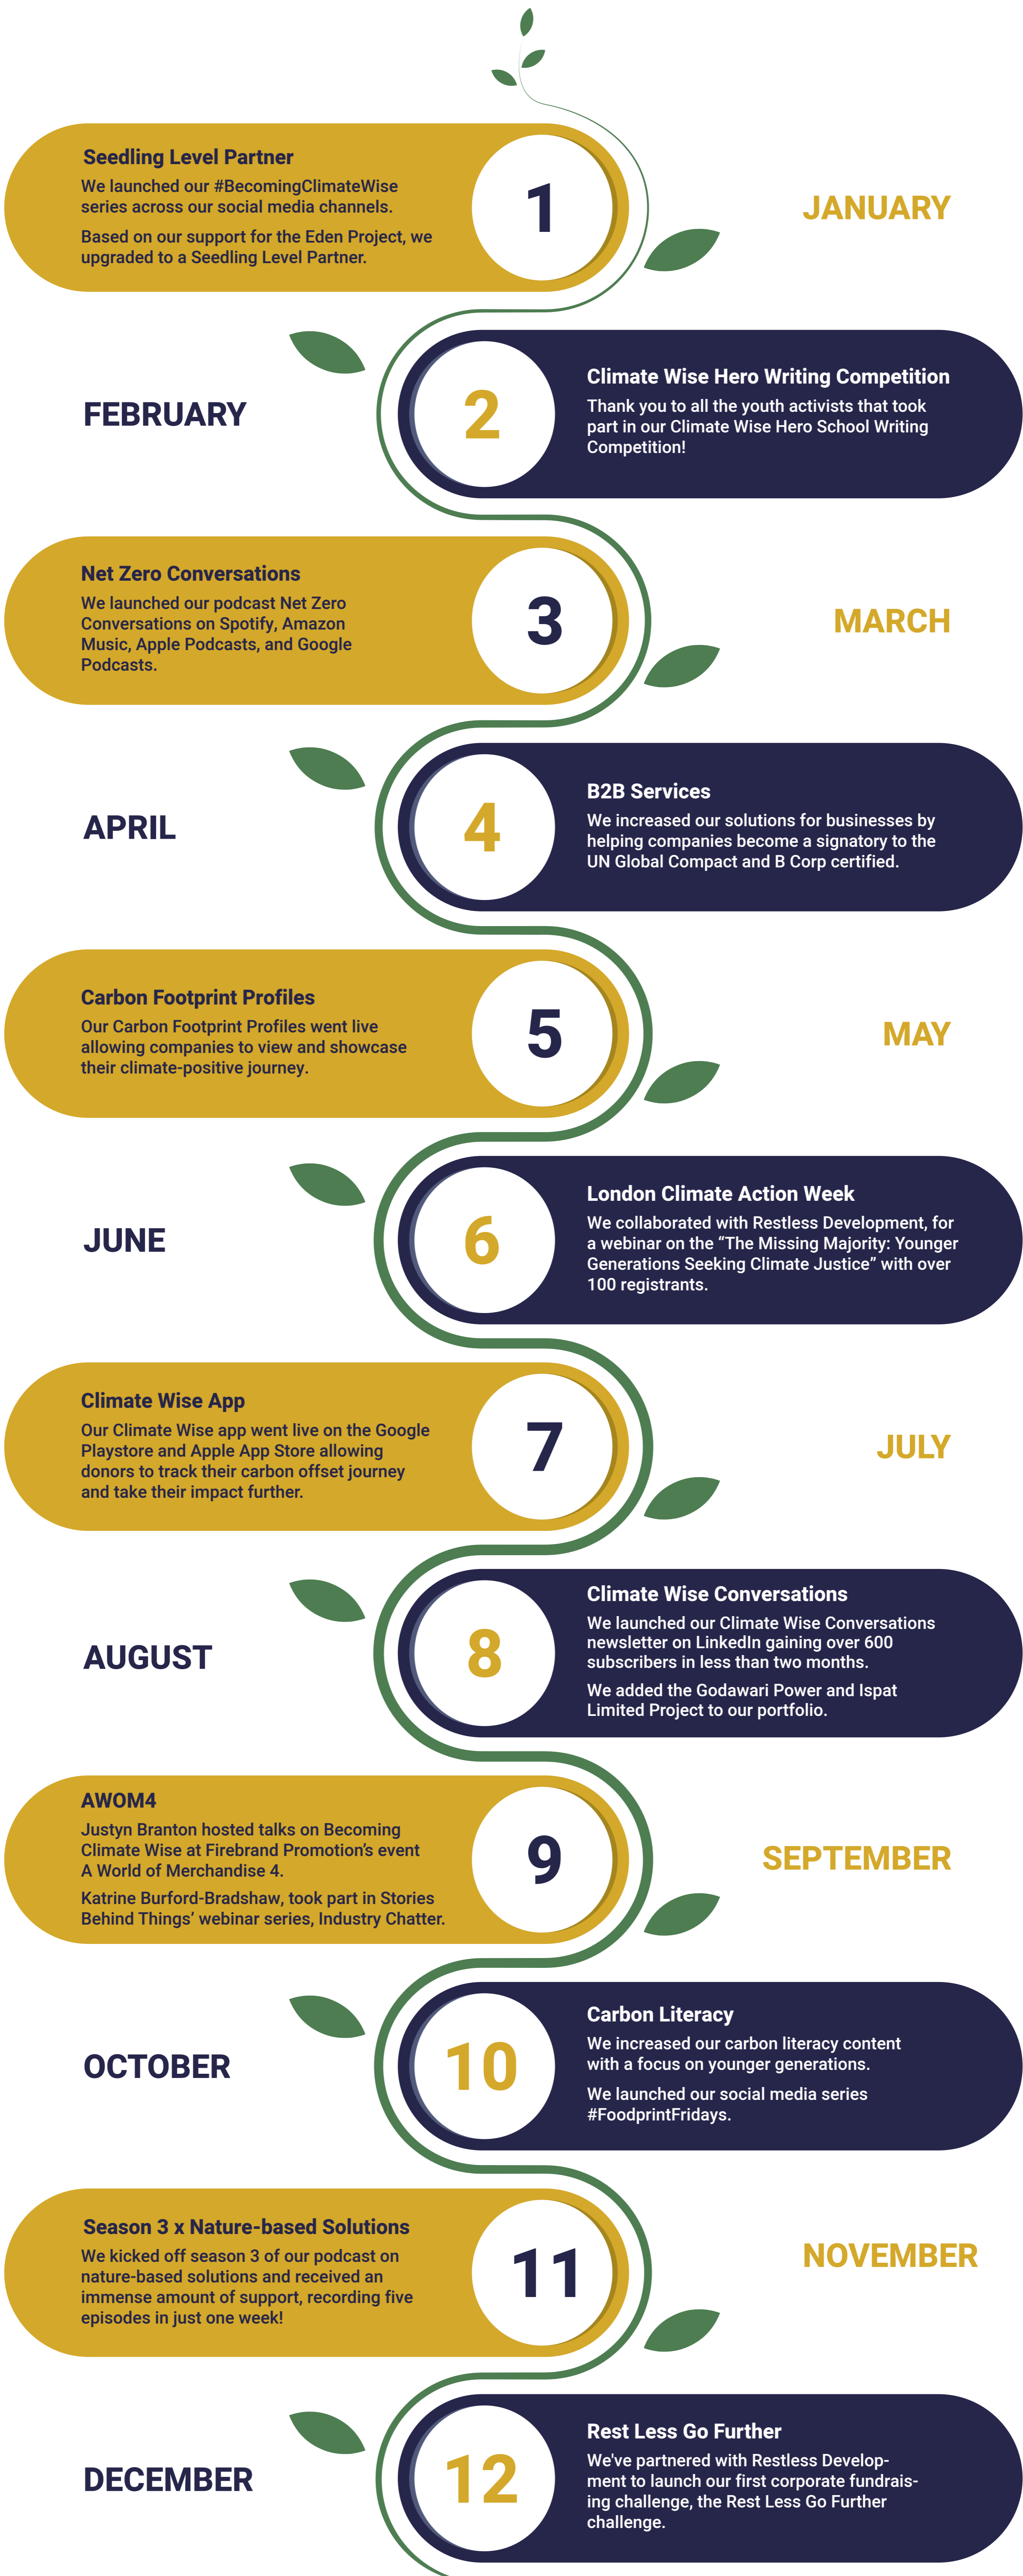 Seedling Level Partner
We launched our #BecomingClimateWise
series across our social media channels.
Based on our support for the Eden Project, we
upgraded to a Seedling Level Partner.
1
JANUARY
FEBRUARY
2
Climate Wise Hero Writing Competition
Thank you to all the youth activists that took
part in our Climate Wise Hero School Writing
Competition!
Net Zero Conversations
We launched our podcast Net Zero
Conversations on Spotify, Amazon
Music, Apple Podcasts, and Google
Podcasts.
3
MARCH
APRIL
4
B2B Services
We increased our solutions for businesses by
helping companies become a signatory to the
UN Global Compact and B Corp certified.
Carbon Footprint Profiles
Our Carbon Footprint Profiles went live
allowing companies to view and showcase
their climate-positive journey.
5
MAY
JUNE
6
London Climate Action Week
We collaborated with Restless Development, for
a webinar on the “The Missing Majority: Younger
Generations Seeking Climate Justice” with over
100 registrants.
Climate Wise App
Our Climate Wise app went live on the Google
Playstore and Apple App Store allowing
donors to track their carbon offset journey
and take their impact further.
7
JULY
AUGUST
8
Climate Wise Conversations
We launched our Climate Wise Conversations
newsletter on LinkedIn gaining over 600
subscribers in less than two months.
We added the Godawari Power and Ispat
Limited Project to our portfolio.
AWOM4
Justyn Branton hosted talks on Becoming
Climate Wise at Firebrand Promotion’s event
A World of Merchandise 4.
Katrine Burford-Bradshaw, took part in Stories
Behind Things’ webinar series, Industry Chatter.
9
SEPTEMBER
OCTOBER
10
Carbon Literacy
We increased our carbon literacy content
with a focus on younger generations.
We launched our social media series
#FoodprintFridays.
Season 3 x Nature-based Solutions
We kicked off season 3 of our podcast on
nature-based solutions and received an
immense amount of support, recording five
episodes in just one week!
11
NOVEMBER
DECEMBER
12
Rest Less Go Further
We've partnered with Restless Develop-
ment to launch our first corporate fundrais-
ing challenge, the Rest Less Go Further
challenge.